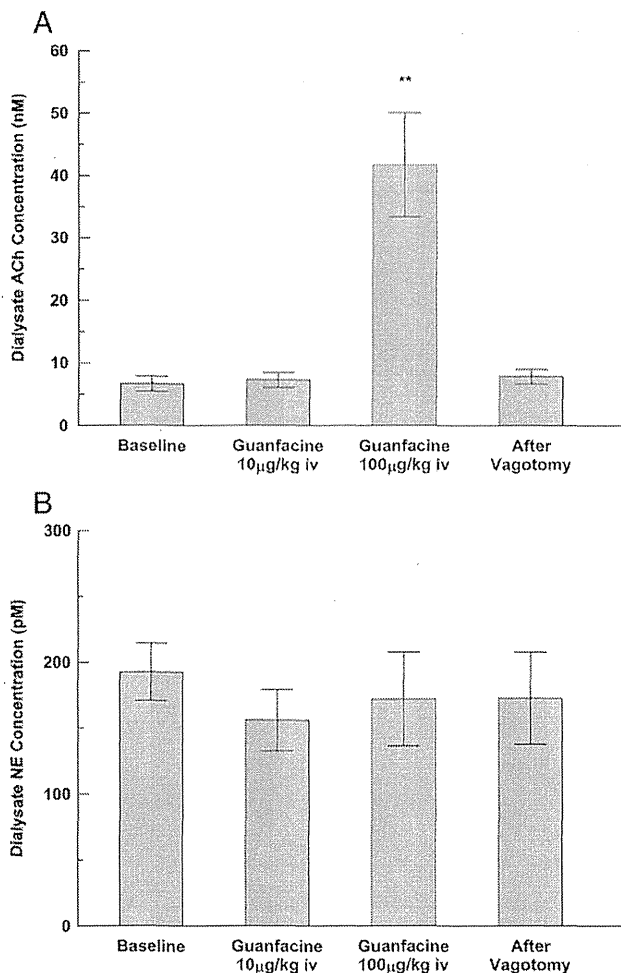 A
60
50
40
30
20
10
0
Dialysate ACh Concentration (nM)
**
Baseline
Guanfacine
10µg/kg iv
Guanfacine
100µg/kg iv
After
Vagotomy
B
300
200
100
0
Dialysate NE Concentration (pM)
Baseline
Guanfacine
10µg/kg iv
Guanfacine
100µg/kg iv
After
Vagotomy